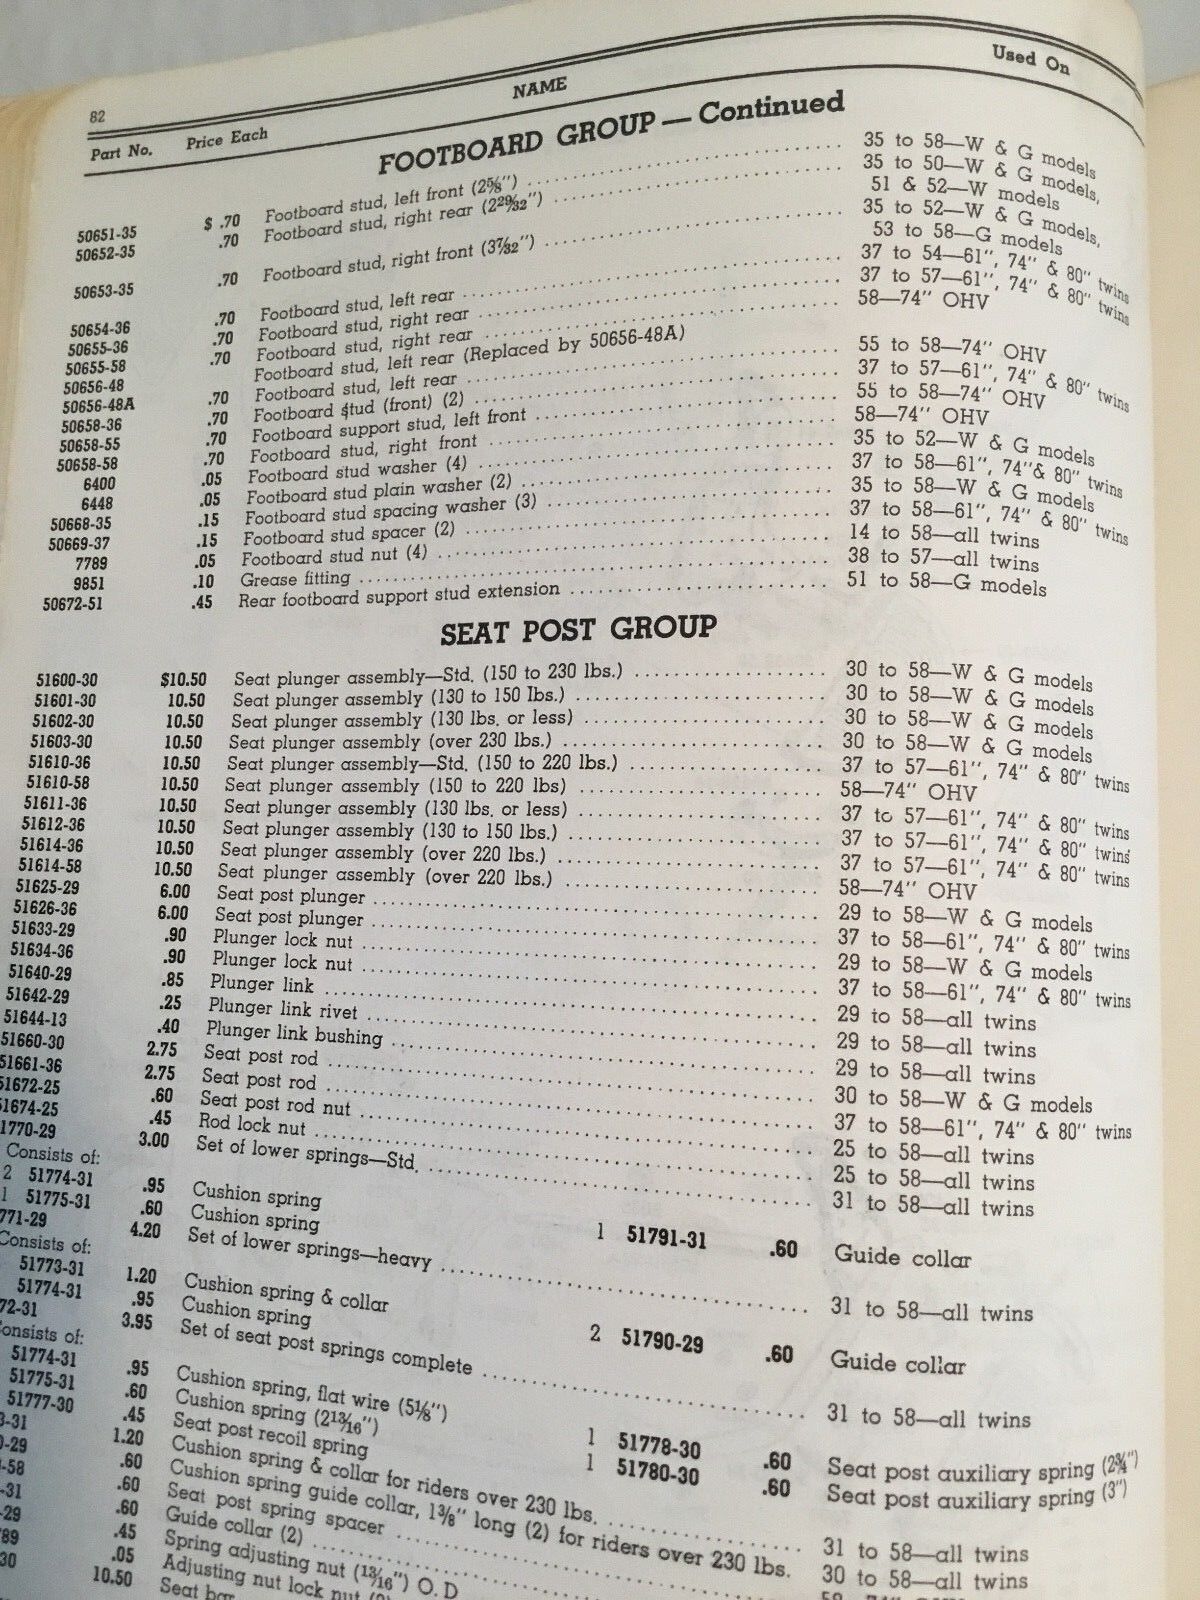 82
Part No. Price Each NAME Used On
FOOTBOARD GROUP — Continued
50651-35 $ .70 Footboard stud, left front (2⅝") 35 to 58—W & G models
50652-35 .70 Footboard stud, right rear (2 29/32") 35 to 50—W & G models,
51 & 52—W models
50653-35 .70 Footboard stud, right front (3 7/32") 35 to 52—W & G models,
53 to 58—G models
50654-36 .70 Footboard stud, left rear 37 to 54—61", 74" & 80" twins
50655-36 .70 Footboard stud, right rear 37 to 57—61", 74" & 80" twins
50655-58 .70 Footboard stud, right rear 58—74" OHV
50656-48 Footboard stud, left rear (Replaced by 50656-48A)
50656-48A .70 Footboard stud, left rear 55 to 58—74" OHV
50658-36 .70 Footboard stud (front) (2) 37 to 57—61", 74" & 80" twins
50658-55 .70 Footboard support stud, left front 55 to 58—74" OHV
50658-58 .70 Footboard stud, right front 58—74" OHV
6400 .05 Footboard stud washer (4) 35 to 52—W & G models
6448 .05 Footboard stud plain washer (2) 37 to 58—61", 74"& 80" twins
50668-35 .15 Footboard stud spacing washer (3) 35 to 58—W & G models
50669-37 .15 Footboard stud spacer (2) 37 to 58—61", 74" & 80" twins
7789 .05 Footboard stud nut (4) 14 to 58—all twins
9851 .10 Grease fitting 38 to 57—all twins
50672-51 .45 Rear footboard support stud extension 51 to 58—G models
SEAT POST GROUP
51600-30 $10.50 Seat plunger assembly—Std. (150 to 230 lbs.) 30 to 58—W & G models
51601-30 10.50 Seat plunger assembly (130 to 150 lbs.) 30 to 58—W & G models
51602-30 10.50 Seat plunger assembly (130 lbs. or less) 30 to 58—W & G models
51603-30 10.50 Seat plunger assembly (over 230 lbs.) 30 to 58—W & G models
51610-36 10.50 Seat plunger assembly—Std. (150 to 220 lbs.) 37 to 57—61", 74" & 80" twins
51610-58 10.50 Seat plunger assembly (150 to 220 lbs) 58—74" OHV
51611-36 10.50 Seat plunger assembly (130 lbs. or less) 37 to 57—61", 74" & 80" twins
51612-36 10.50 Seat plunger assembly (130 to 150 lbs.) 37 to 57—61", 74" & 80" twins
51614-36 10.50 Seat plunger assembly (over 220 lbs.) 37 to 57—61", 74" & 80" twins
51614-58 10.50 Seat plunger assembly (over 220 lbs.) 58—74" OHV
51625-29 6.00 Seat post plunger 29 to 58—W & G models
51626-36 6.00 Seat post plunger 37 to 58—61", 74" & 80" twins
51633-29 .90 Plunger lock nut 29 to 58—W & G models
51634-36 .90 Plunger lock nut 37 to 58—61", 74" & 80" twins
51640-29 .85 Plunger link 29 to 58—all twins
51642-29 .25 Plunger link rivet 29 to 58—all twins
51644-13 .40 Plunger link bushing 29 to 58—all twins
51660-30 2.75 Seat post rod 30 to 58—W & G models
51661-36 2.75 Seat post rod 37 to 58—61", 74" & 80" twins
51672-25 .60 Seat post rod nut 25 to 58—all twins
51674-25 .45 Rod lock nut 25 to 58—all twins
1770-29 3.00 Set of lower springs—Std. 31 to 58—all twins
Consists of:
2 51774-31 .95 Cushion spring
1 51775-31 .60 Cushion spring 1 51791-31 .60 Guide collar
771-29 4.20 Set of lower springs—heavy 31 to 58—all twins
Consists of:
51773-31 1.20 Cushion spring & collar
51774-31 .95 Cushion spring 2 51790-29 .60 Guide collar
72-31 3.95 Set of seat post springs complete 31 to 58—all twins
onsists of:
51774-31 .95 Cushion spring, flat wire (5⅛")
51775-31 .60 Cushion spring (2 13/16") 1 51778-30 .60 Seat post auxiliary spring (2¾")
51777-30 .45 Seat post recoil spring 1 51780-30 .60 Seat post auxiliary spring (3")
3-31 1.20 Cushion spring & collar for riders over 230 lbs. 31 to 58—all twins
-29 .60 Cushion spring guide collar, 1⅜" long (2) for riders over 230 lbs. 30 to 58—all twins
-58 .60 Seat post spring spacer
-31 .60 Guide collar (2)
-29 .45 Spring adjusting nut (1 3/16") O. D
89 .05 Adjusting nut lock nut
30 10.50 Seat bar